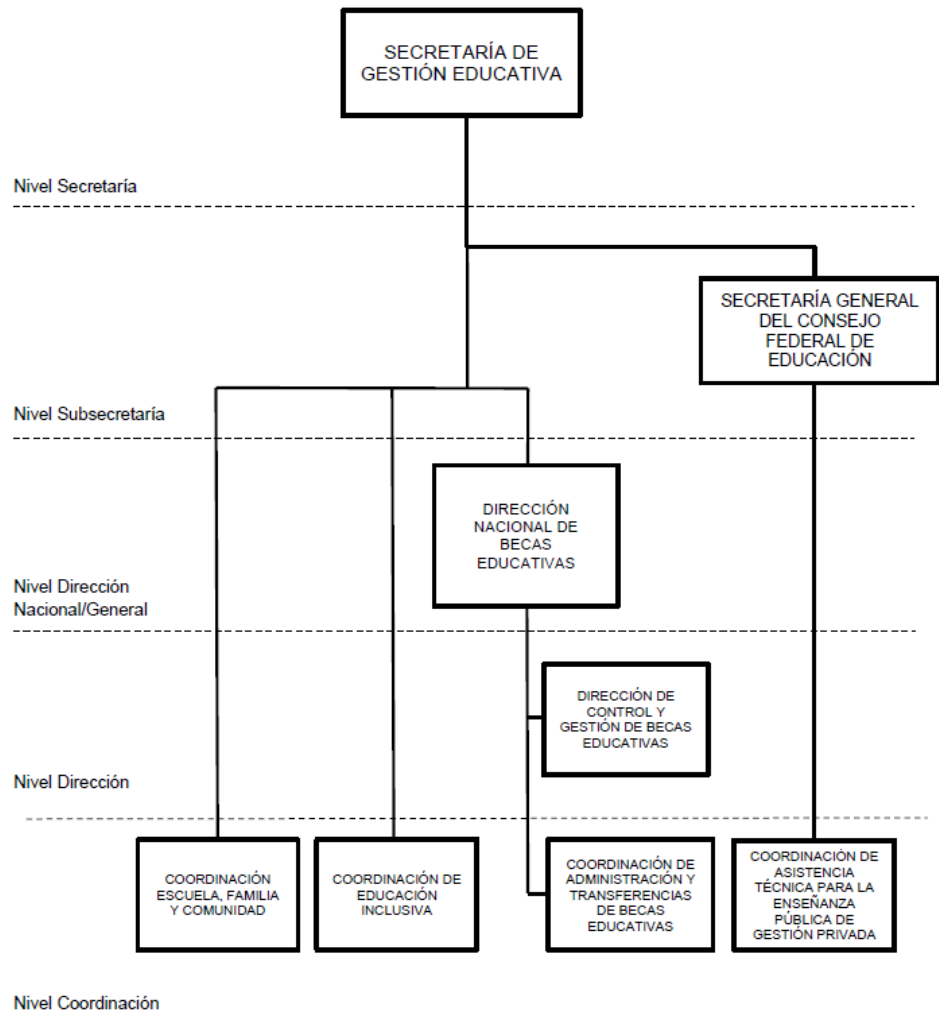 SECRETARÍA DE
GESTIÓN EDUCATIVA
Nivel Secretaría
SECRETARÍA GENERAL
DEL CONSEJO
FEDERAL DE
EDUCACIÓN
Nivel Subsecretaría
DIRECCIÓN
NACIONAL DE
BECAS
EDUCATIVAS
Nivel Dirección
Nacional/General
DIRECCIÓN DE
CONTROL Y
GESTIÓN DE BECAS
EDUCATIVAS
Nivel Dirección
COORDINACIÓN
ESCUELA, FAMILIA
Y COMUNIDAD
COORDINACIÓN DE
EDUCACIÓN
INCLUSIVA
COORDINACIÓN DE
ADMINISTRACIÓN Y
TRANSFERENCIAS
DE BECAS
EDUCATIVAS
COORDINACIÓN DE
ASISTENCIA
TÉCNICA PARA LA
ENSEÑANZA
PÚBLICA DE
GESTIÓN PRIVADA
Nivel Coordinación